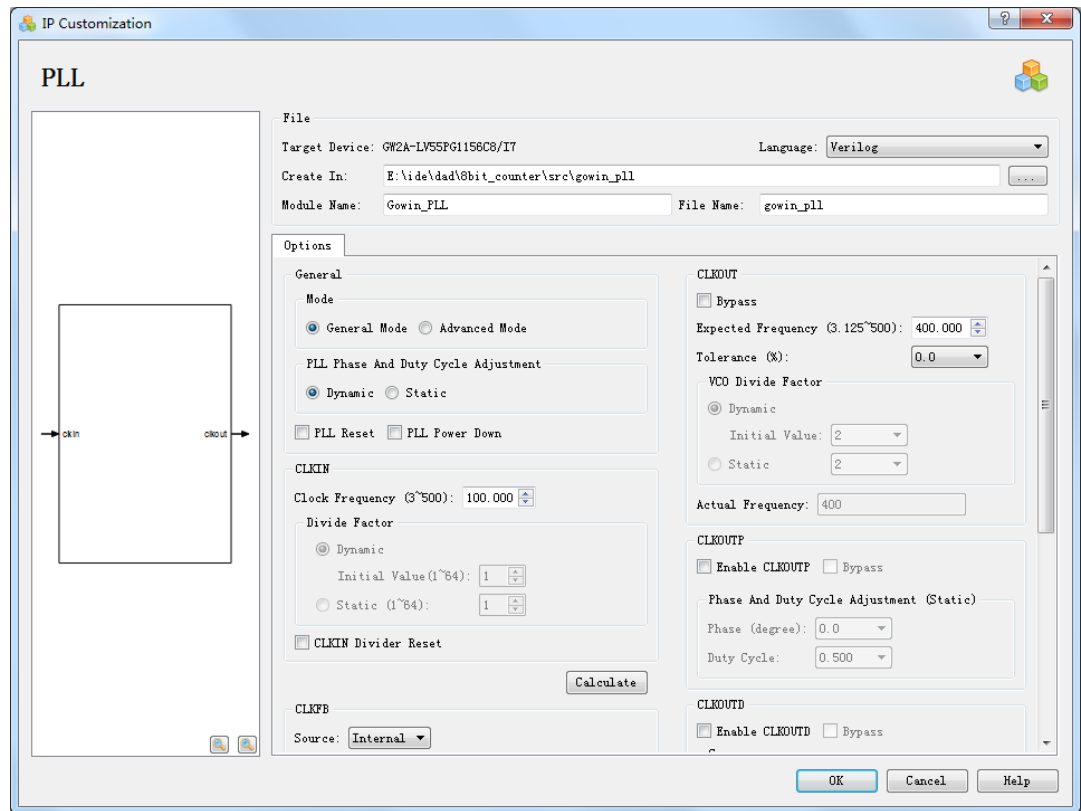 IP Customization
PLL
File
Target Device: GW2A-LV55PG1156C8/I7
Language: Verilog
Create In: E:\ide\dad\8bit_counter\src\gowin_pll
...
Module Name: Gowin_PLL
File Name: gowin_pll
Options
ckin
clkout
General
Mode
General Mode
Advanced Mode
PLL Phase And Duty Cycle Adjustment
Dynamic
Static
PLL Reset
PLL Power Down
CLKIN
Clock Frequency (3~500): 100.000
Divide Factor
Dynamic
Initial Value(1~64): 1
Static (1~64): 1
CLKIN Divider Reset
Calculate
CLKFB
Source: Internal
CLKOUT
Bypass
Expected Frequency (3.125~500): 400.000
Tolerance (%): 0.0
VCO Divide Factor
Dynamic
Initial Value: 2
Static 2
Actual Frequency: 400
CLKOUTP
Enable CLKOUTP
Bypass
Phase And Duty Cycle Adjustment (Static)
Phase (degree): 0.0
Duty Cycle: 0.500
CLKOUTD
Enable CLKOUTD
Bypass
OK
Cancel
Help